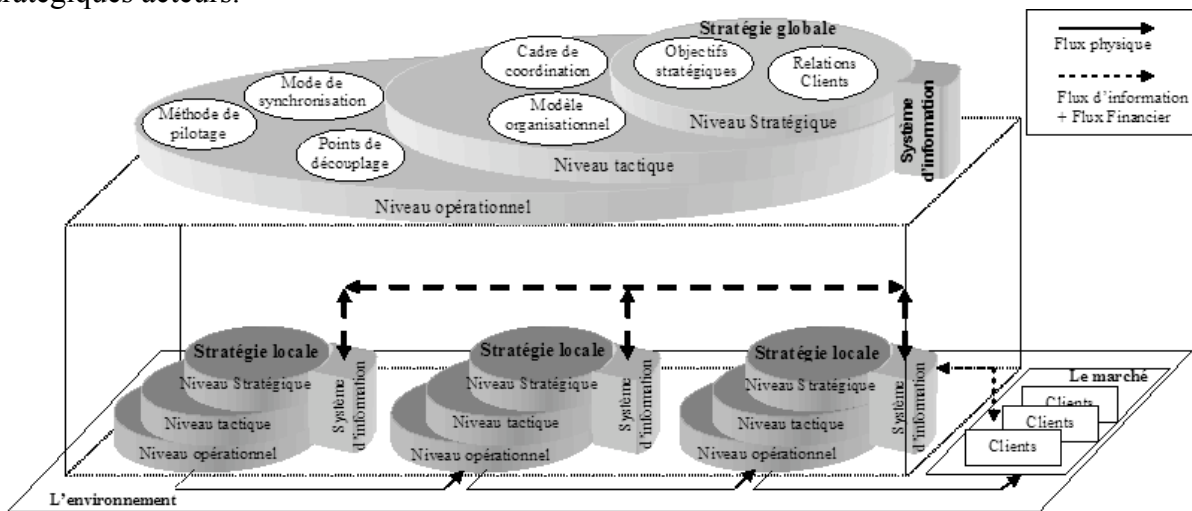 stratégiques acteurs.
Stratégie globale
Cadre de
coordination
Objectifs
stratégiques
Relations
Clients
Mode de
synchronisation
Méthode de
pilotage
Modèle
organisationnel
Points de
découplage
Niveau Stratégique
Niveau tactique
Niveau opérationnel
Système
d'information
Flux physique
Flux d'information
+ Flux Financier
Stratégie locale
Niveau Stratégique
Niveau tactique
Niveau opérationnel
Système
d'information
Stratégie locale
Niveau Stratégique
Niveau tactique
Niveau opérationnel
Système
d'information
Stratégie locale
Niveau Stratégique
Niveau tactique
Niveau opérationnel
Système
d'information
Le marché
Clients
Clients
Clients
L'environnement